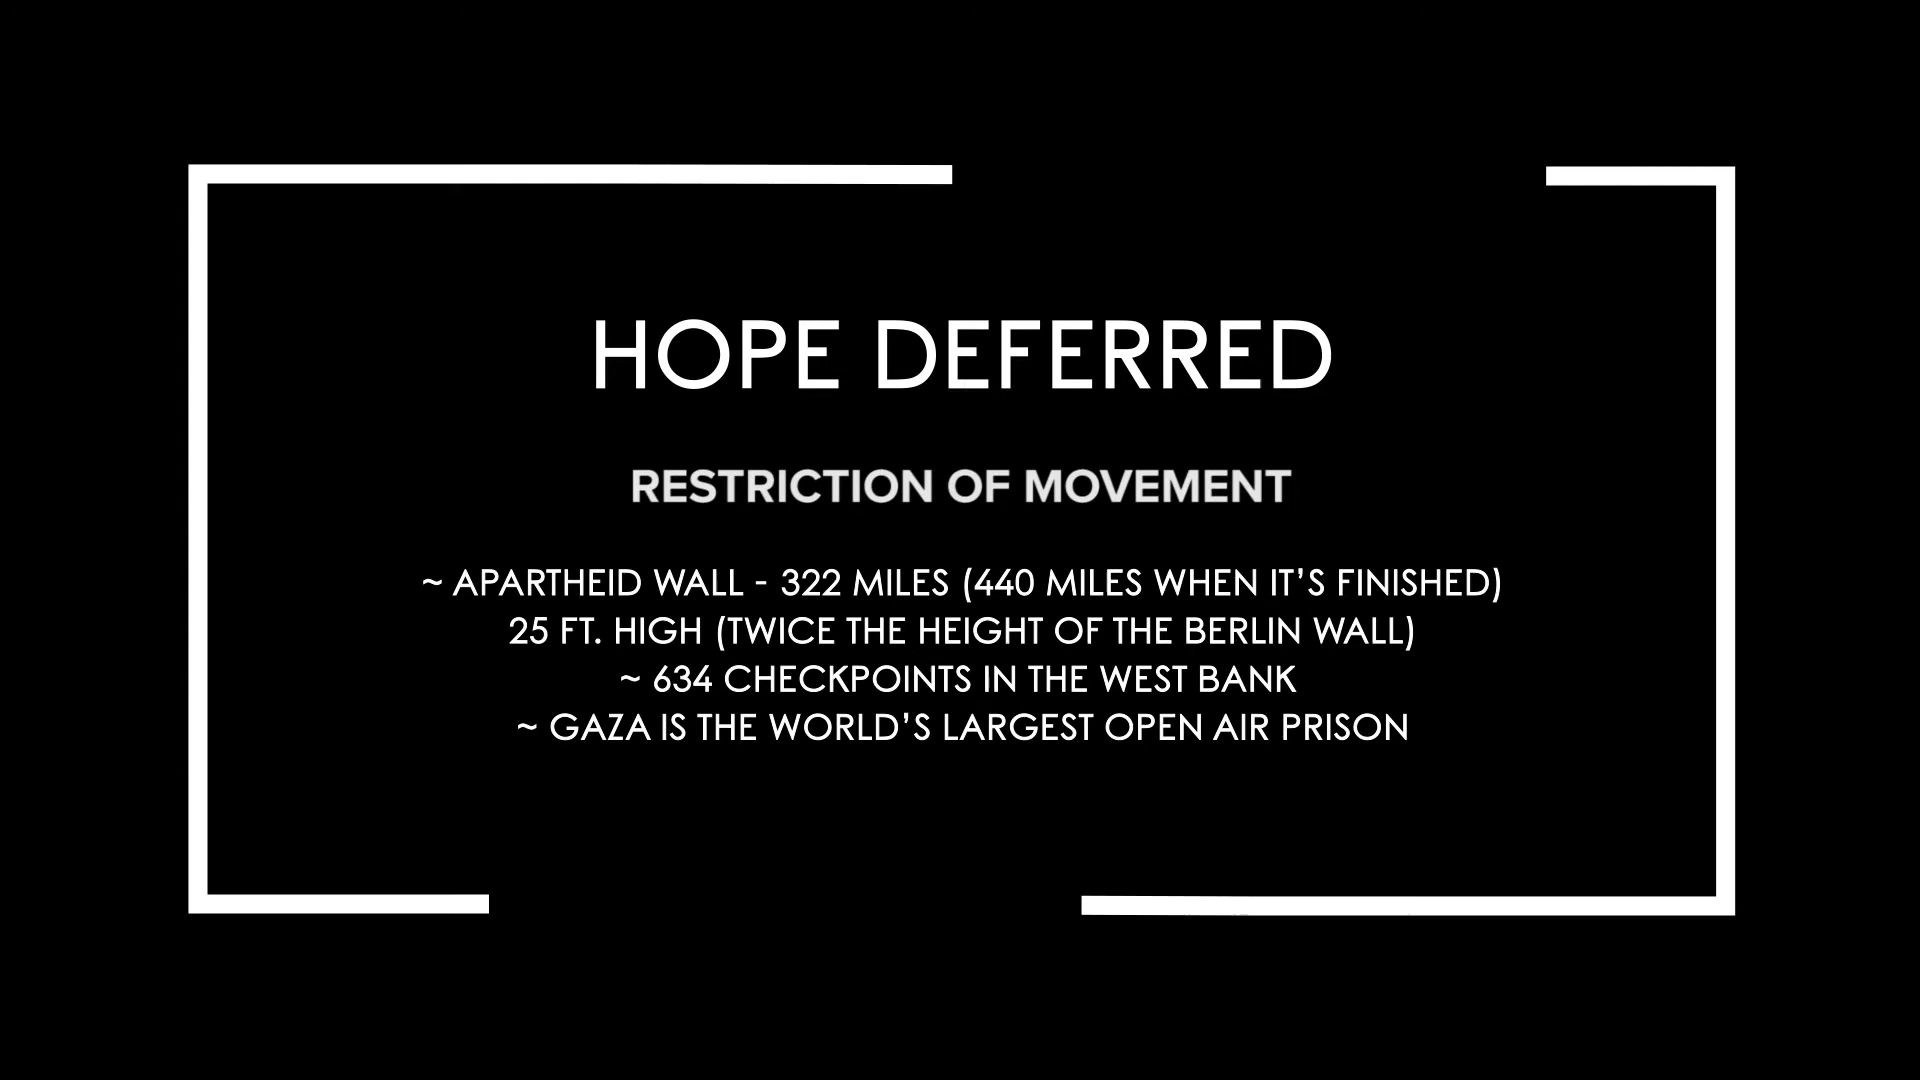 HOPE DEFERRED
RESTRICTION OF MOVEMENT
~ APARTHEID WALL - 322 MILES (440 MILES WHEN IT’S FINISHED)
25 FT. HIGH (TWICE THE HEIGHT OF THE BERLIN WALL)
~ 634 CHECKPOINTS IN THE WEST BANK
~ GAZA IS THE WORLD’S LARGEST OPEN AIR PRISON